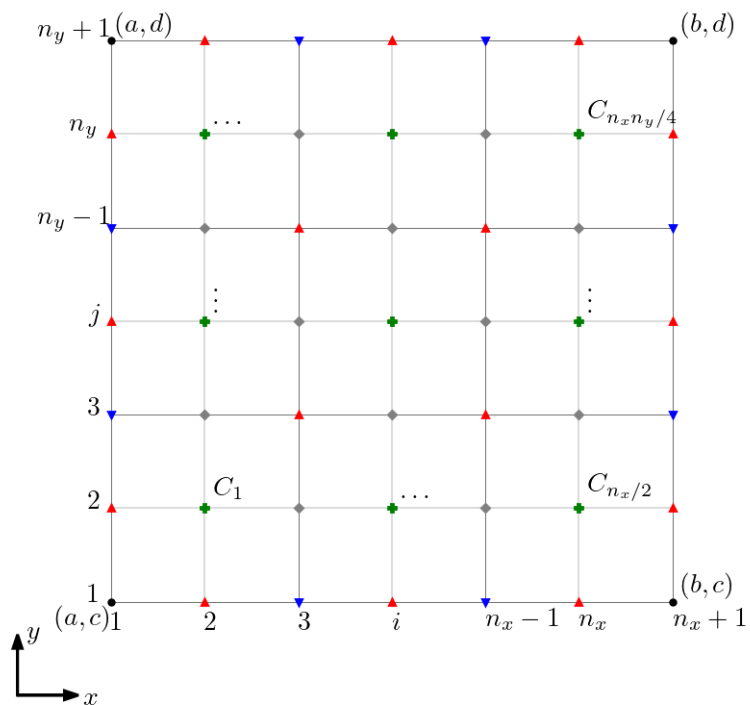 n_y + 1 (a, d) (b, d)
n_y ... C_{n_x n_y/4}
n_y − 1
j ⋮ ⋮
3
2 C_1 ... C_{n_x/2}
1 (b, c)
(a, c) 1 2 3 i n_x − 1 n_x n_x + 1
y
x